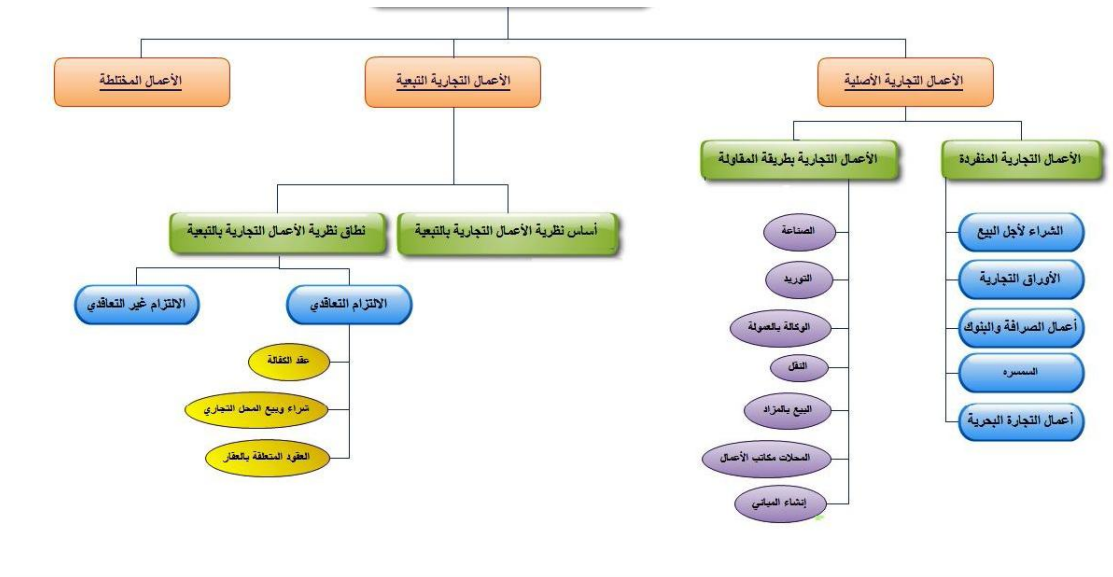 الأعمال التجارية الأصلية
الأعمال التجارية التبعية
الأعمال المختلطة
الأعمال التجارية المنفردة
الأعمال التجارية بطريقة المقاولة
الشراء لأجل البيع
الأوراق التجارية
أعمال الصرافة والبنوك
السمسره
أعمال التجارة البحرية
الصناعة
التوريد
الوكالة بالعمولة
النقل
البيع بالمزاد
المحلات مكاتب الأعمال
إنشاء المباني
أساس نظرية الأعمال التجارية بالتبعية
نطاق نظرية الأعمال التجارية بالتبعية
الالتزام التعاقدي
الالتزام غير التعاقدي
عقد الكفالة
شراء وبيع المحل التجاري
العقود المتعلقة بالعقار